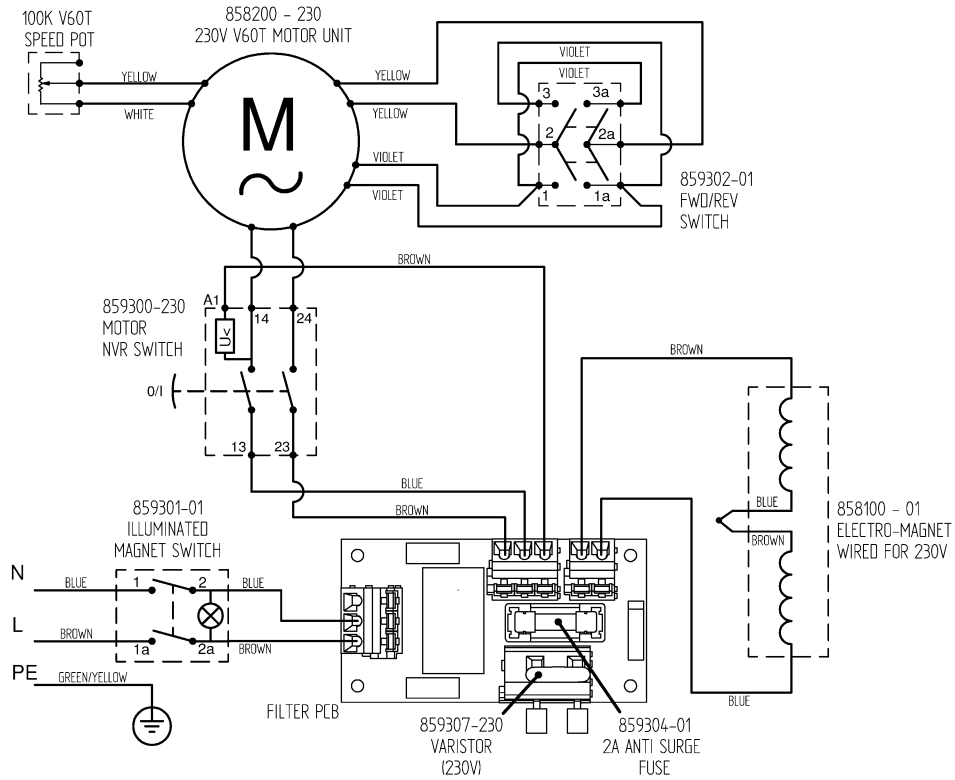 100K V60T
SPEED POT
858200 - 230
230V V60T MOTOR UNIT
YELLOW
WHITE
M
YELLOW
YELLOW
VIOLET
VIOLET
VIOLET
VIOLET
3
3a
2
2a
1
1a
859302-01
FWD/REV
SWITCH
BROWN
859300-230
MOTOR
NVR SWITCH
A1
14
24
U<
0/I
13
23
BLUE
BROWN
BROWN
858100 - 01
ELECTRO-MAGNET
WIRED FOR 230V
BLUE
BROWN
BLUE
859301-01
ILLUMINATED
MAGNET SWITCH
N
BLUE
1
2
BLUE
L
BROWN
1a
2a
BROWN
PE
GREEN/YELLOW
FILTER PCB
859307-230
VARISTOR
(230V)
859304-01
2A ANTI SURGE
FUSE